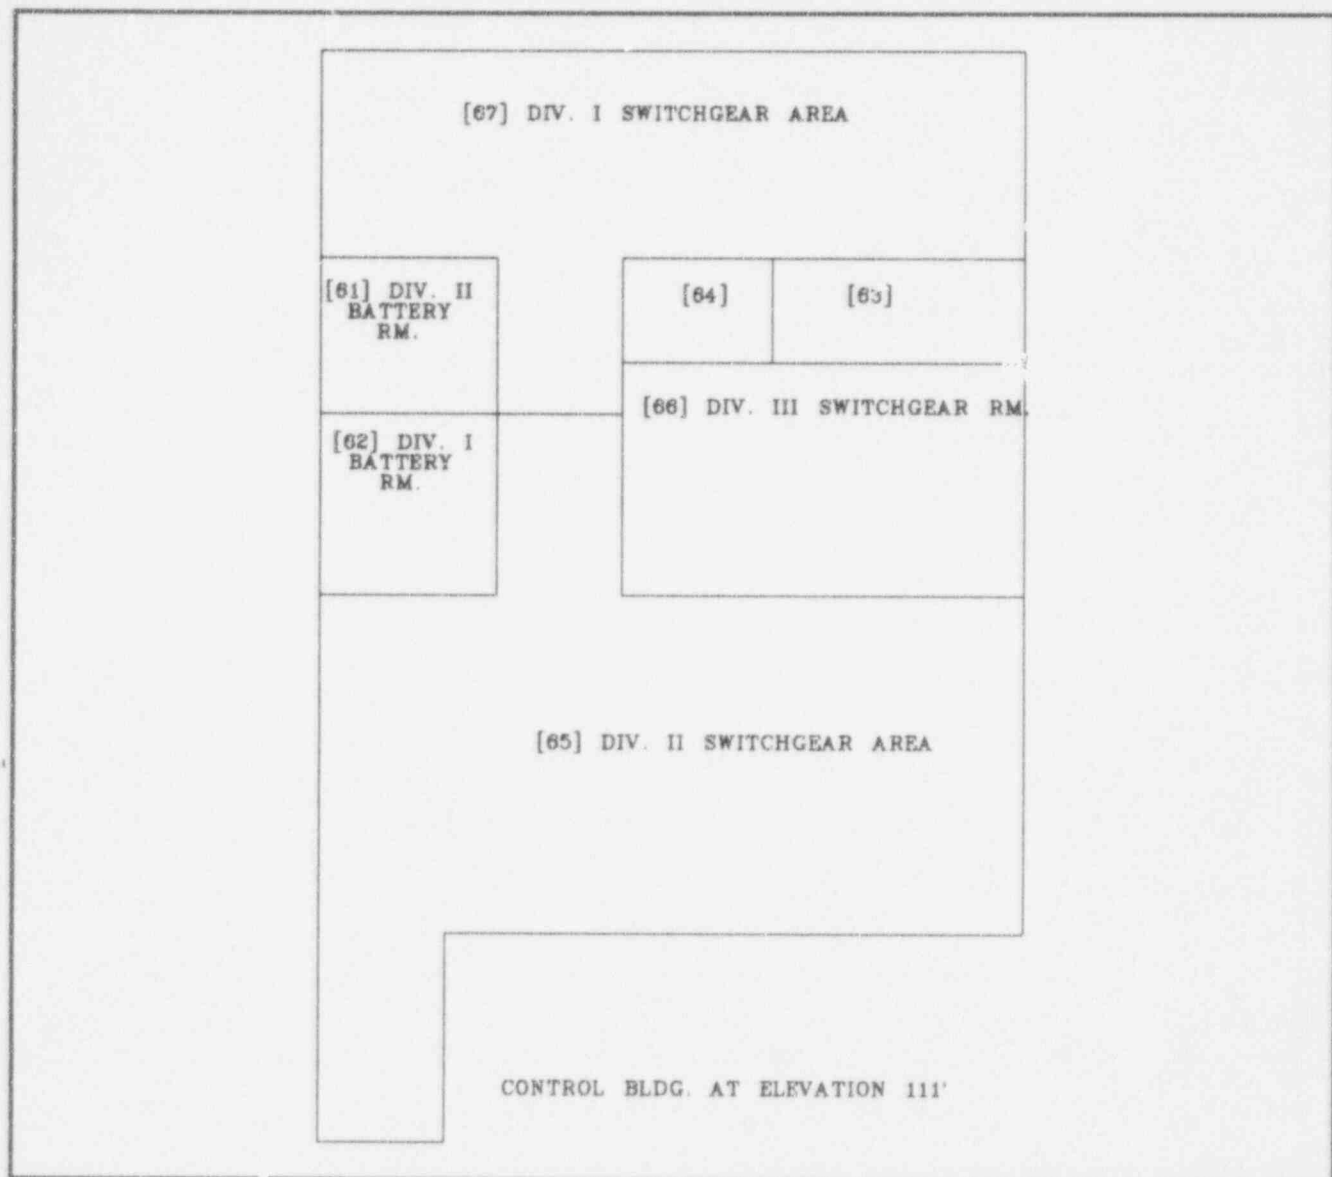 [67] DIV. I SWITCHGEAR AREA
[61] DIV. II
BATTERY
RM.
[64]
[63]
[66] DIV. III SWITCHGEAR RM.
[62] DIV. I
BATTERY
RM.
[65] DIV. II SWITCHGEAR AREA
CONTROL BLDG. AT ELEVATION 111'